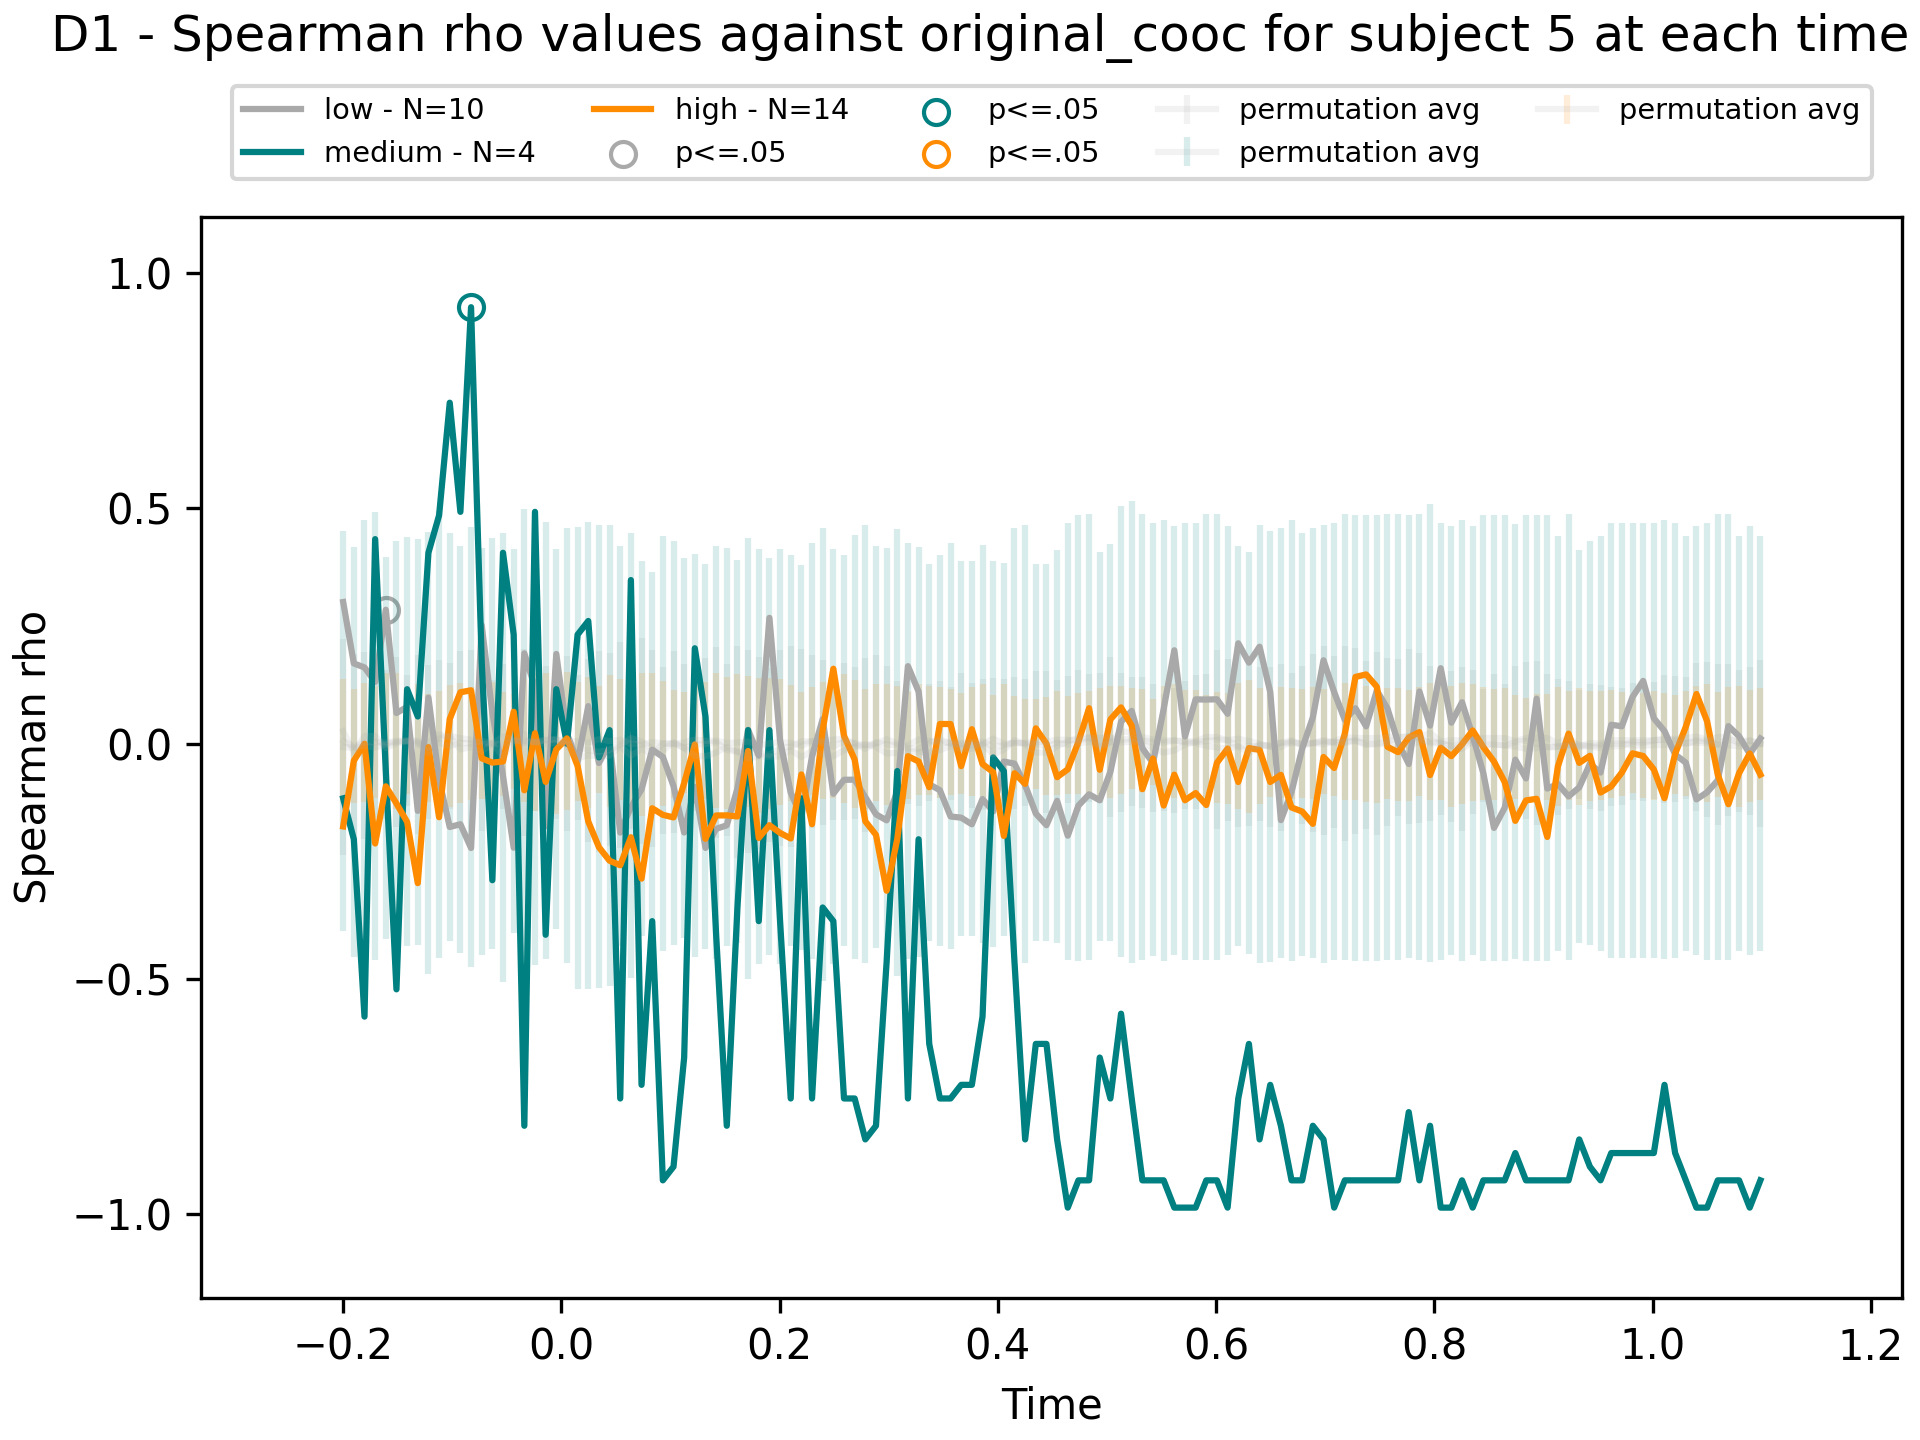 D1 - Spearman rho values against original_cooc for subject 5 at each time
low - N=10
medium - N=4
high - N=14
p<=.05
p<=.05
p<=.05
permutation avg
permutation avg
permutation avg
Spearman rho
1.0
0.5
0.0
−0.5
−1.0
−0.2 0.0 0.2 0.4 0.6 0.8 1.0 1.2
Time